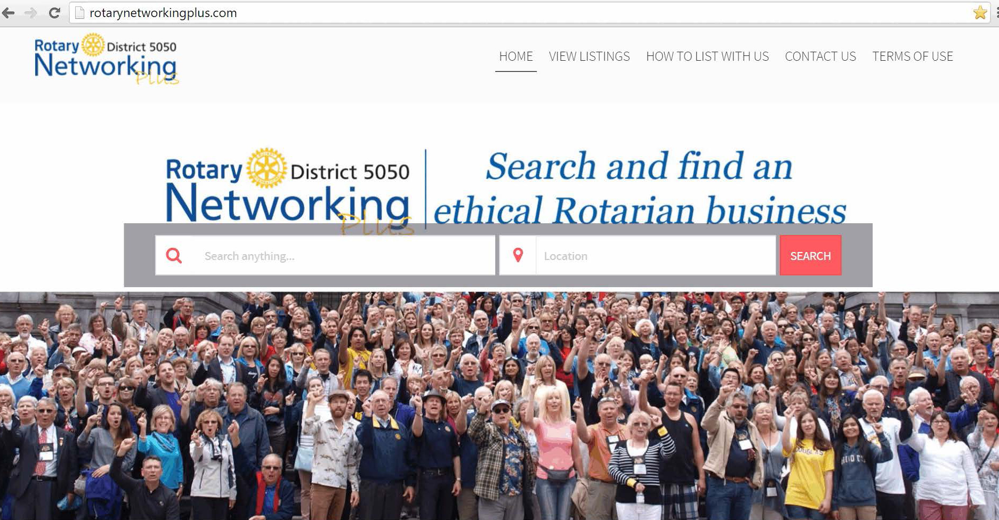 rotarynetworkingplus.com
Rotary District 5050
Networking
Plus
HOME VIEW LISTINGS HOW TO LIST WITH US CONTACT US TERMS OF USE
Rotary District 5050
Networking
Plus
Search and find an
ethical Rotarian business
Search anything...
Location
SEARCH
DOUGLAS